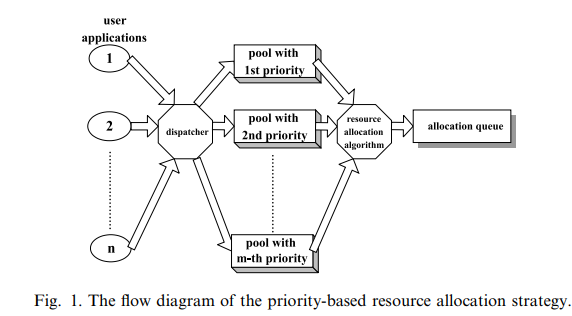 user
applications
1
pool with
1st priority
2
dispatcher
pool with
2nd priority
resource
allocation
algorithm
allocation queue
n
pool with
m-th priority
Fig. 1. The flow diagram of the priority-based resource allocation strategy.